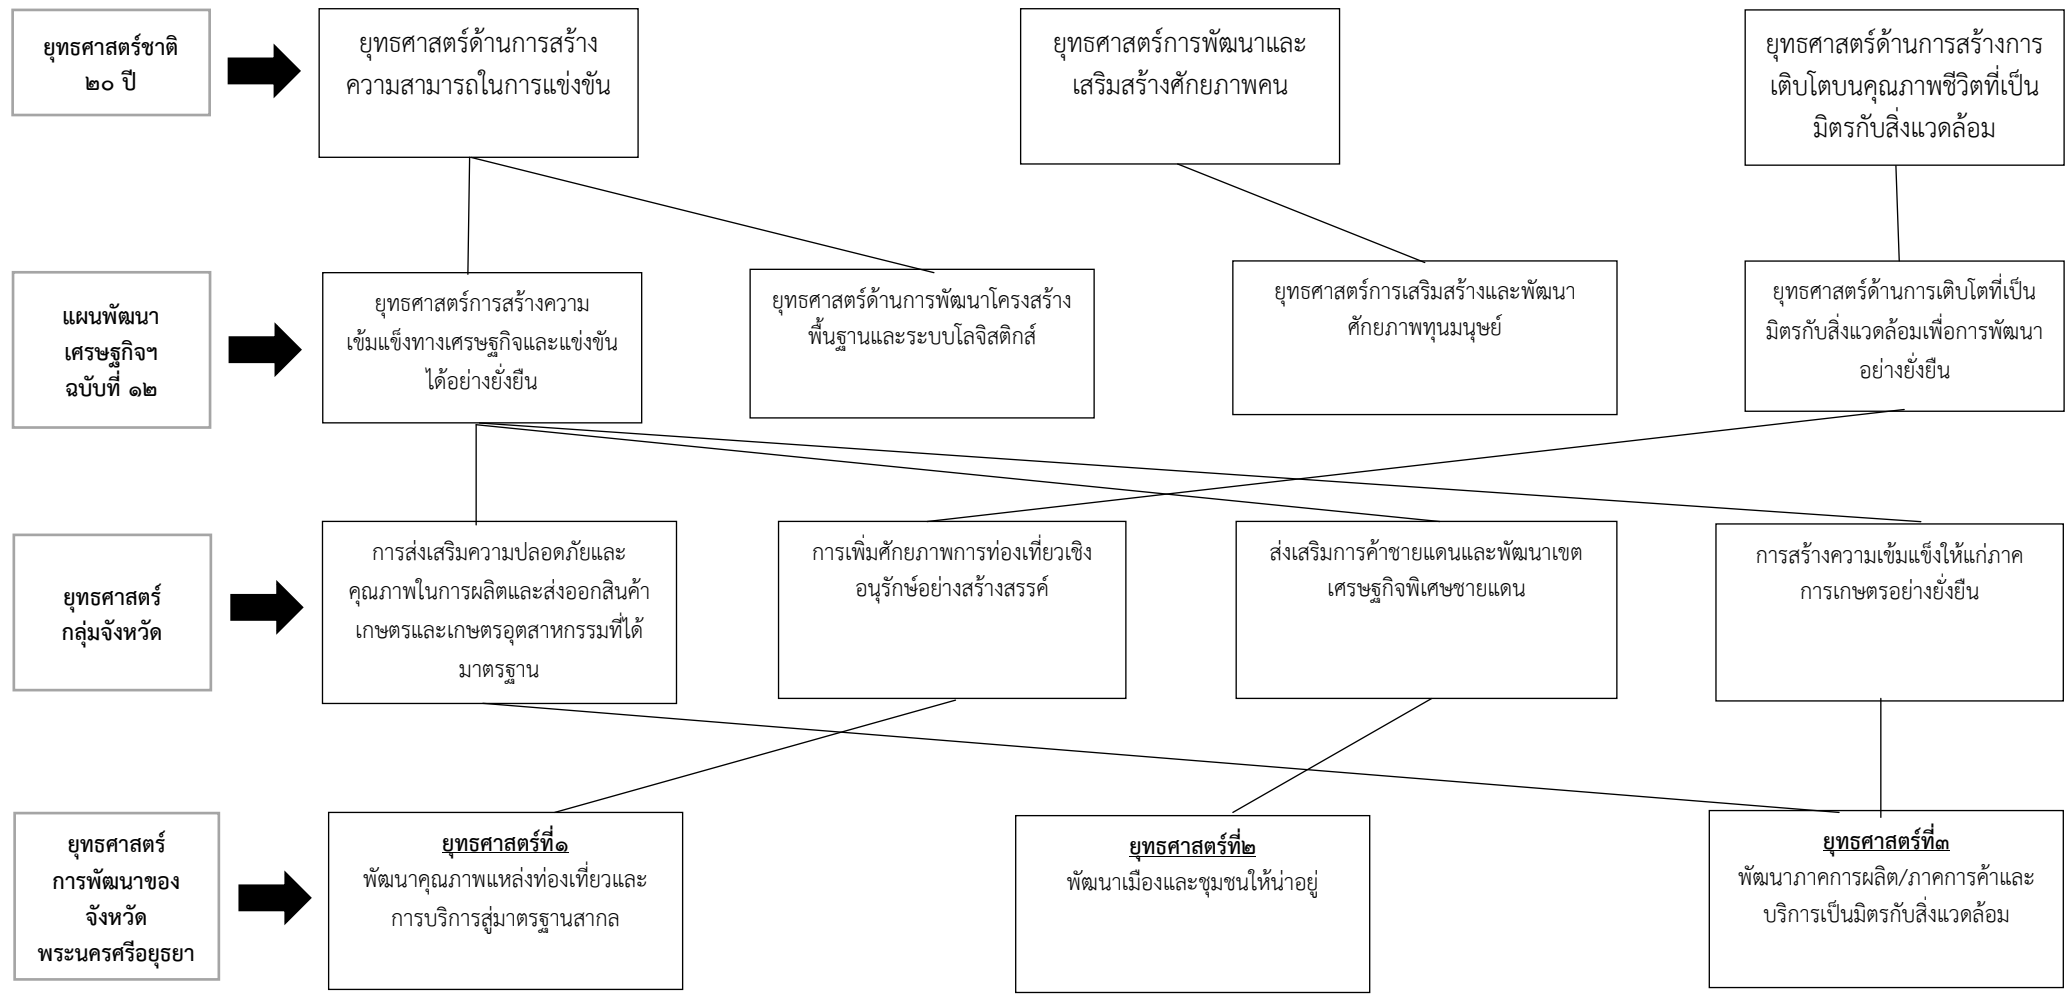 ยุทธศาสตร์ชาติ
๒๐ ปี
ยุทธศาสตร์ด้านการสร้าง
ความสามารถในการแข่งขัน
ยุทธศาสตร์การพัฒนาและ
เสริมสร้างศักยภาพคน
ยุทธศาสตร์ด้านการสร้างการ
เติบโตบนคุณภาพชีวิตที่เป็น
มิตรกับสิ่งแวดล้อม
แผนพัฒนา
เศรษฐกิจฯ
ฉบับที่ ๑๒
ยุทธศาสตร์การสร้างความ
เข้มแข็งทางเศรษฐกิจและแข่งขัน
ได้อย่างยั่งยืน
ยุทธศาสตร์ด้านการพัฒนาโครงสร้าง
พื้นฐานและระบบโลจิสติกส์
ยุทธศาสตร์การเสริมสร้างและพัฒนา
ศักยภาพทุนมนุษย์
ยุทธศาสตร์ด้านการเติบโตที่เป็น
มิตรกับสิ่งแวดล้อมเพื่อการพัฒนา
อย่างยั่งยืน
ยุทธศาสตร์
กลุ่มจังหวัด
การส่งเสริมความปลอดภัยและ
คุณภาพในการผลิตและส่งออกสินค้า
เกษตรและเกษตรอุตสาหกรรมที่ได้
มาตรฐาน
การเพิ่มศักยภาพการท่องเที่ยวเชิง
อนุรักษ์อย่างสร้างสรรค์
ส่งเสริมการค้าชายแดนและพัฒนาเขต
เศรษฐกิจพิเศษชายแดน
การสร้างความเข้มแข็งให้แก่ภาค
การเกษตรอย่างยั่งยืน
ยุทธศาสตร์
การพัฒนาของ
จังหวัด
พระนครศรีอยุธยา
ยุทธศาสตร์ที่๑
พัฒนาคุณภาพแหล่งท่องเที่ยวและ
การบริการสู่มาตรฐานสากล
ยุทธศาสตร์ที่๒
พัฒนาเมืองและชุมชนให้น่าอยู่
ยุทธศาสตร์ที่๓
พัฒนาภาคการผลิต/ภาคการค้าและ
บริการเป็นมิตรกับสิ่งแวดล้อม